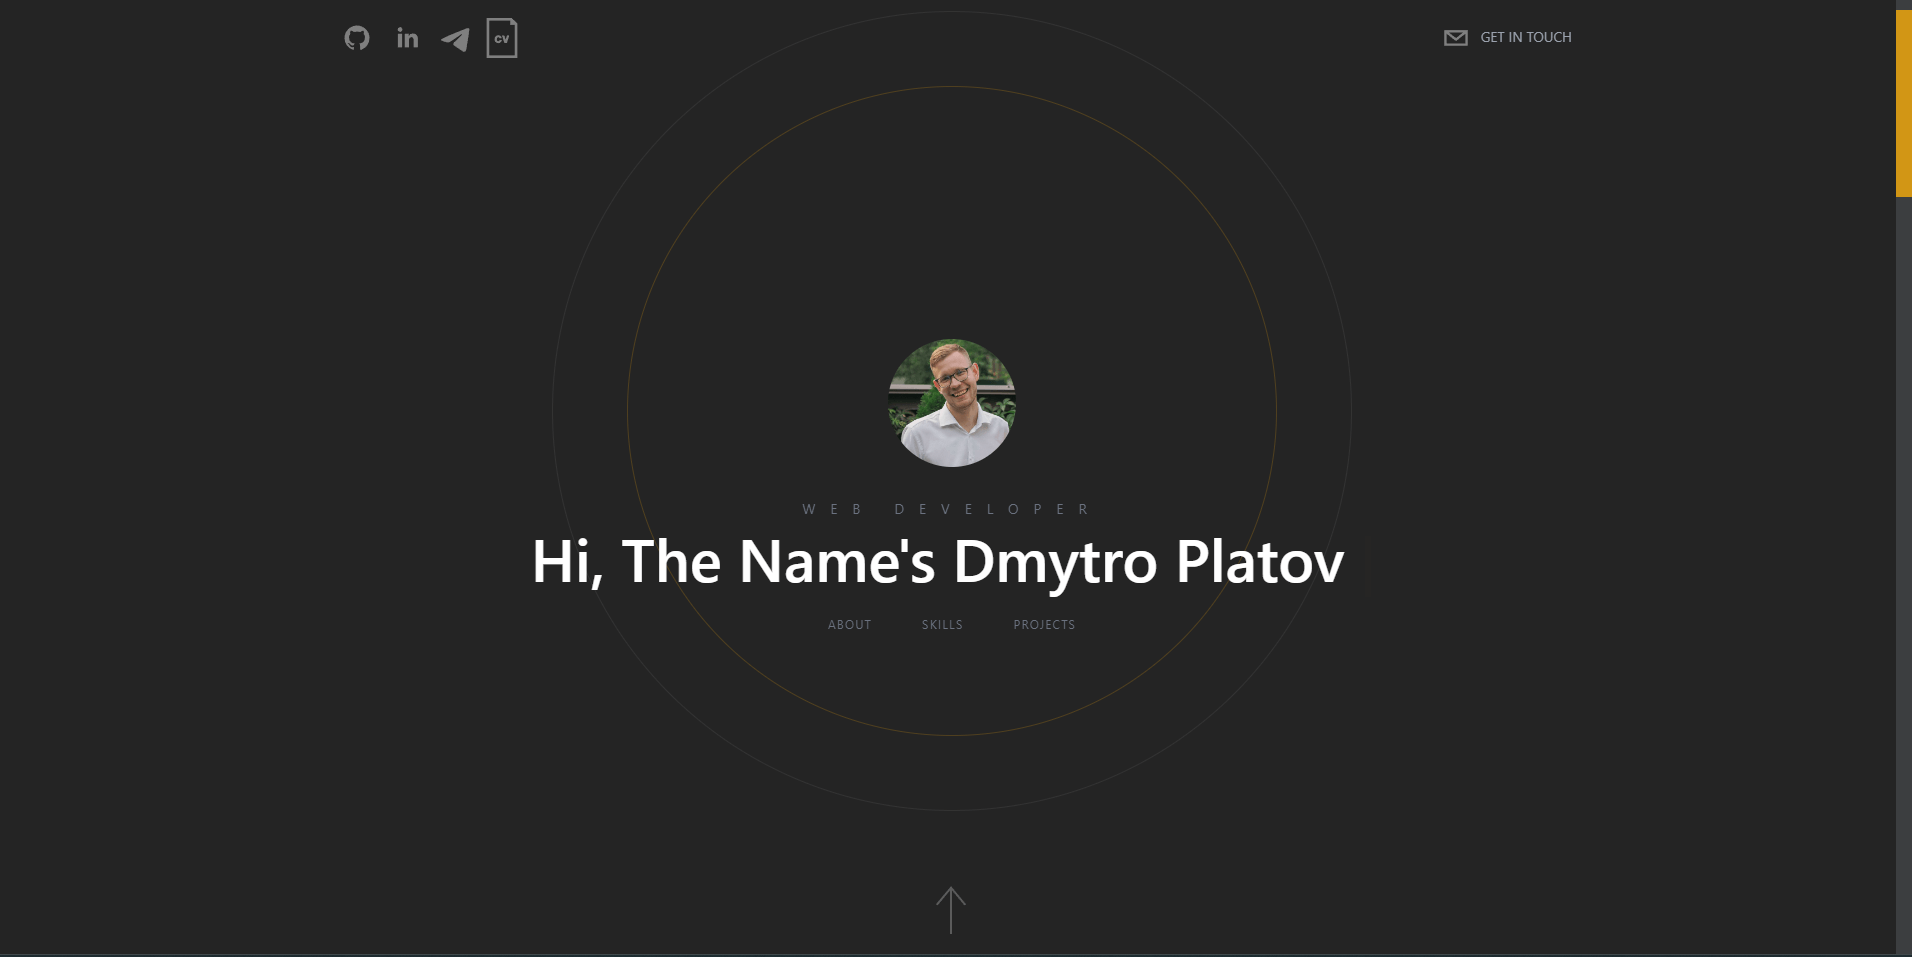 in
CV
GET IN TOUCH
WEB DEVELOPER
Hi, The Name's Dmytro Platov
ABOUT SKILLS PROJECTS